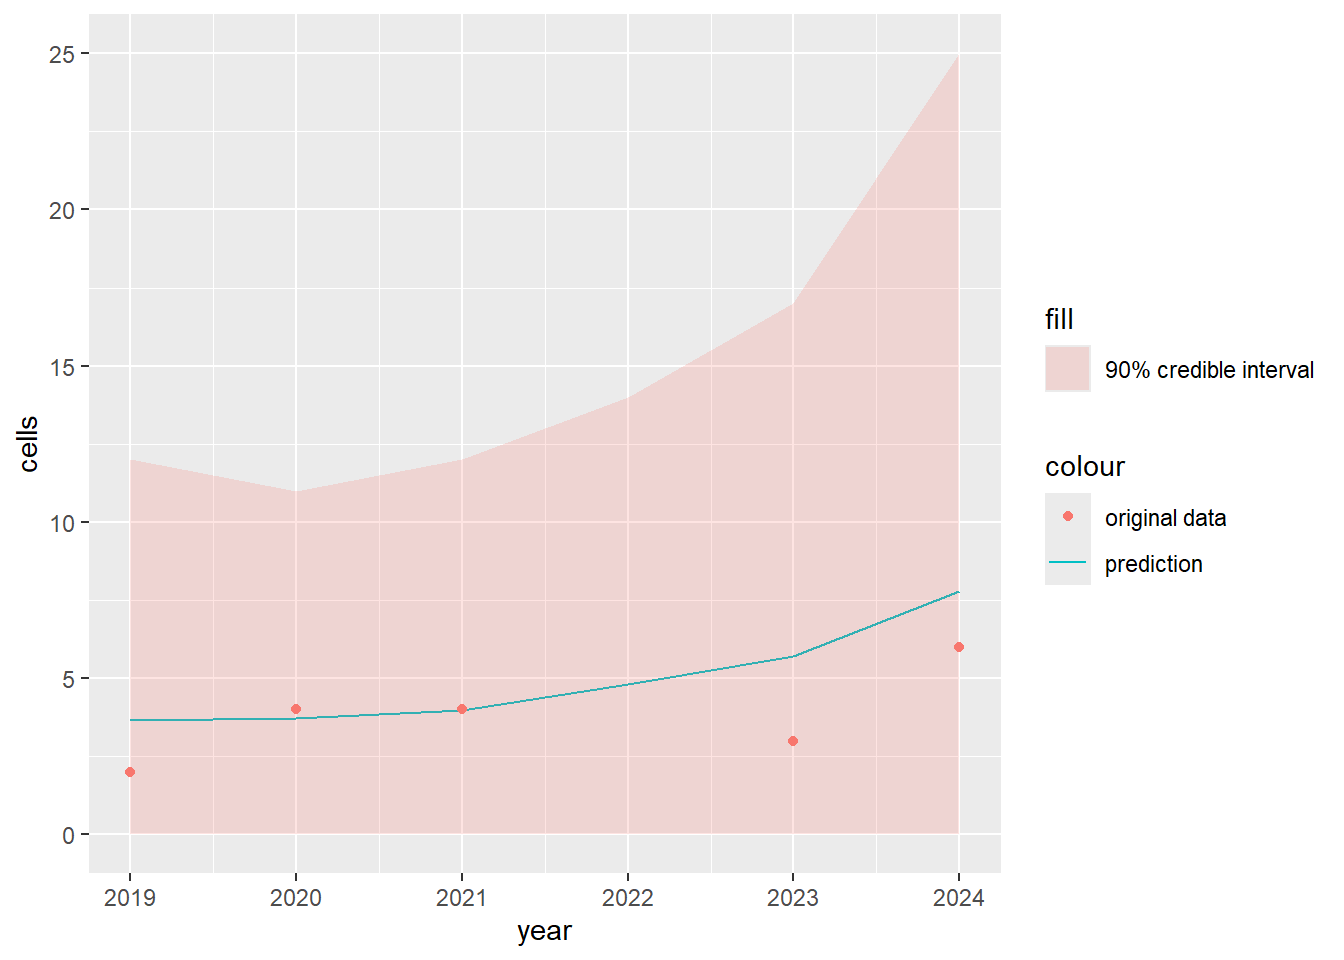 25
20
15
10
5
0
cells
2019 2020 2021 2022 2023 2024
year
fill
90% credible interval
colour
original data
prediction